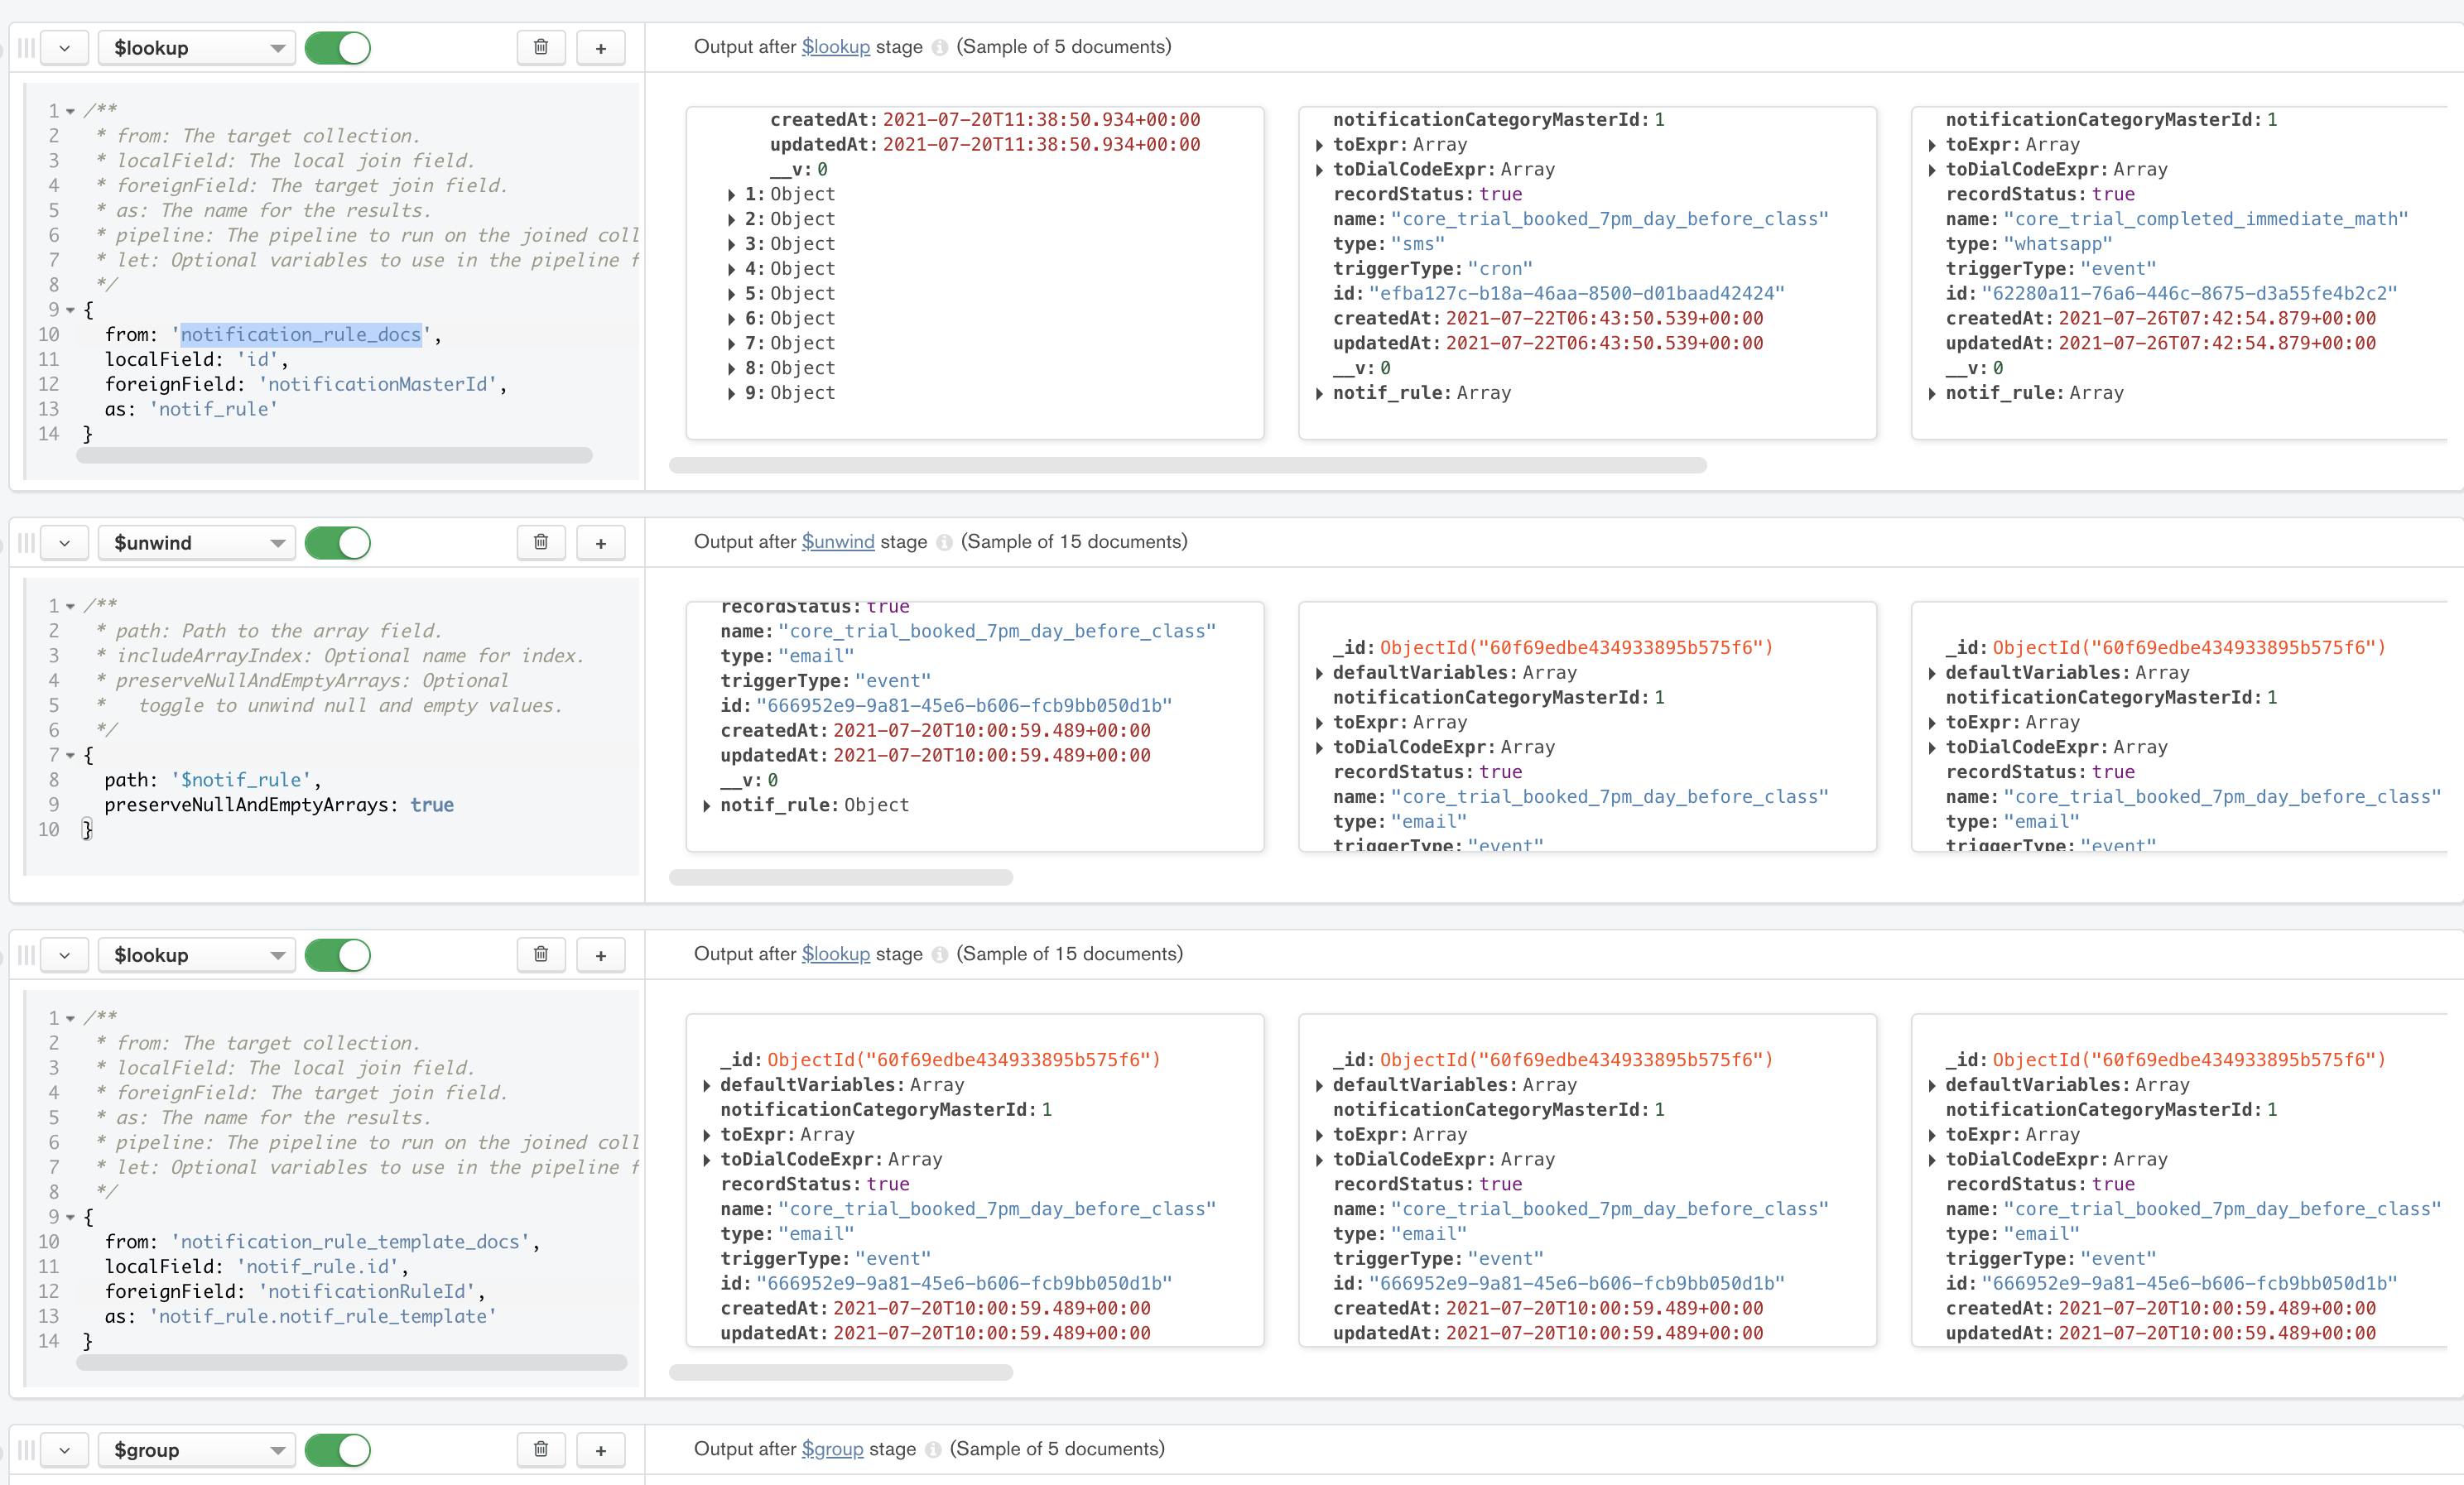 $lookup
Output after $lookup stage (Sample of 5 documents)
1 /**
2 * from: The target collection.
3 * localField: The local join field.
4 * foreignField: The target join field.
5 * as: The name for the results.
6 * pipeline: The pipeline to run on the joined coll
7 * let: Optional variables to use in the pipeline f
8 */
9 {
10 from: 'notification_rule_docs',
11 localField: 'id',
12 foreignField: 'notificationMasterId',
13 as: 'notif_rule'
14 }
createdAt: 2021-07-20T11:38:50.934+00:00
updatedAt: 2021-07-20T11:38:50.934+00:00
__v: 0
1: Object
2: Object
3: Object
4: Object
5: Object
6: Object
7: Object
8: Object
9: Object
notificationCategoryMasterId: 1
toExpr: Array
toDialCodeExpr: Array
recordStatus: true
name: "core_trial_booked_7pm_day_before_class"
type: "sms"
triggerType: "cron"
id: "efba127c-b18a-46aa-8500-d01baad42424"
createdAt: 2021-07-22T06:43:50.539+00:00
updatedAt: 2021-07-22T06:43:50.539+00:00
__v: 0
notif_rule: Array
notificationCategoryMasterId: 1
toExpr: Array
toDialCodeExpr: Array
recordStatus: true
name: "core_trial_completed_immediate_math"
type: "whatsapp"
triggerType: "event"
id: "62280a11-76a6-446c-8675-d3a55fe4b2c2"
createdAt: 2021-07-26T07:42:54.879+00:00
updatedAt: 2021-07-26T07:42:54.879+00:00
__v: 0
notif_rule: Array
$unwind
Output after $unwind stage (Sample of 15 documents)
1 /**
2 * path: Path to the array field.
3 * includeArrayIndex: Optional name for index.
4 * preserveNullAndEmptyArrays: Optional
5 * toggle to unwind null and empty values.
6 */
7 {
8 path: '$notif_rule',
9 preserveNullAndEmptyArrays: true
10 }
recordStatus: true
name: "core_trial_booked_7pm_day_before_class"
type: "email"
triggerType: "event"
id: "666952e9-9a81-45e6-b606-fcb9bb050d1b"
createdAt: 2021-07-20T10:00:59.489+00:00
updatedAt: 2021-07-20T10:00:59.489+00:00
__v: 0
notif_rule: Object
_id: ObjectId("60f69edbe434933895b575f6")
defaultVariables: Array
notificationCategoryMasterId: 1
toExpr: Array
toDialCodeExpr: Array
recordStatus: true
name: "core_trial_booked_7pm_day_before_class"
type: "email"
triggerType: "event"
_id: ObjectId("60f69edbe434933895b575f6")
defaultVariables: Array
notificationCategoryMasterId: 1
toExpr: Array
toDialCodeExpr: Array
recordStatus: true
name: "core_trial_booked_7pm_day_before_class"
type: "email"
triggerType: "event"
$lookup
Output after $lookup stage (Sample of 15 documents)
1 /**
2 * from: The target collection.
3 * localField: The local join field.
4 * foreignField: The target join field.
5 * as: The name for the results.
6 * pipeline: The pipeline to run on the joined coll
7 * let: Optional variables to use in the pipeline f
8 */
9 {
10 from: 'notification_rule_template_docs',
11 localField: 'notif_rule.id',
12 foreignField: 'notificationRuleId',
13 as: 'notif_rule.notif_rule_template'
14 }
_id: ObjectId("60f69edbe434933895b575f6")
defaultVariables: Array
notificationCategoryMasterId: 1
toExpr: Array
toDialCodeExpr: Array
recordStatus: true
name: "core_trial_booked_7pm_day_before_class"
type: "email"
triggerType: "event"
id: "666952e9-9a81-45e6-b606-fcb9bb050d1b"
createdAt: 2021-07-20T10:00:59.489+00:00
updatedAt: 2021-07-20T10:00:59.489+00:00
_id: ObjectId("60f69edbe434933895b575f6")
defaultVariables: Array
notificationCategoryMasterId: 1
toExpr: Array
toDialCodeExpr: Array
recordStatus: true
name: "core_trial_booked_7pm_day_before_class"
type: "email"
triggerType: "event"
id: "666952e9-9a81-45e6-b606-fcb9bb050d1b"
createdAt: 2021-07-20T10:00:59.489+00:00
updatedAt: 2021-07-20T10:00:59.489+00:00
_id: ObjectId("60f69edbe434933895b575f6")
defaultVariables: Array
notificationCategoryMasterId: 1
toExpr: Array
toDialCodeExpr: Array
recordStatus: true
name: "core_trial_booked_7pm_day_before_class"
type: "email"
triggerType: "event"
id: "666952e9-9a81-45e6-b606-fcb9bb050d1b"
createdAt: 2021-07-20T10:00:59.489+00:00
updatedAt: 2021-07-20T10:00:59.489+00:00
$group
Output after $group stage (Sample of 5 documents)